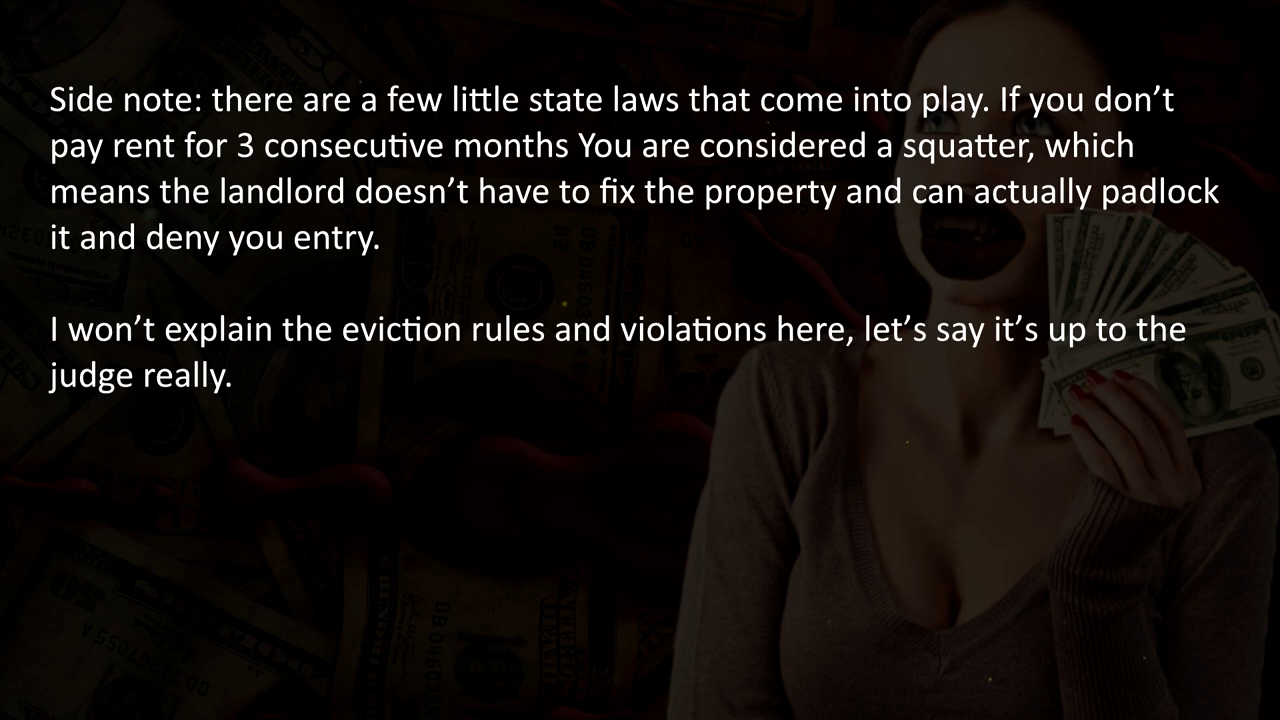 Side note: there are a few little state laws that come into play. If you don’t
pay rent for 3 consecutive months You are considered a squatter, which
means the landlord doesn’t have to fix the property and can actually padlock
it and deny you entry.
I won’t explain the eviction rules and violations here, let’s say it’s up to the
judge really.